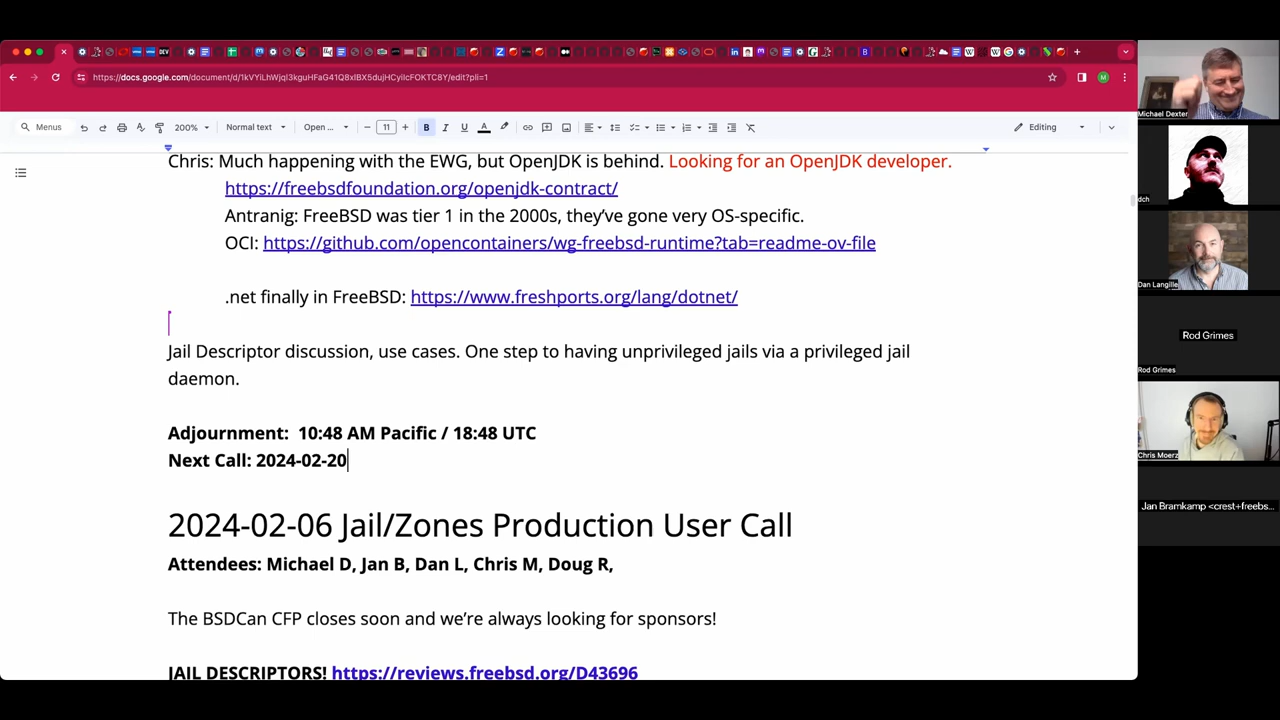 https://docs.google.com/document/d/1kVYiLhWjql3kguHFaG41Q8xlBX5dujHCyiIcFOKTC8Y/edit?pli=1
Menus
200%
Normal text
Open ...
11
B
I
U
A
Editing
Chris: Much happening with the EWG, but OpenJDK is behind. Looking for an OpenJDK developer.
https://freebsdfoundation.org/openjdk-contract/
Antranig: FreeBSD was tier 1 in the 2000s, they’ve gone very OS-specific.
OCI: https://github.com/opencontainers/wg-freebsd-runtime?tab=readme-ov-file
.net finally in FreeBSD: https://www.freshports.org/lang/dotnet/
Jail Descriptor discussion, use cases. One step to having unprivileged jails via a privileged jail
daemon.
Adjournment:  10:48 AM Pacific / 18:48 UTC
Next Call: 2024-02-20
2024-02-06 Jail/Zones Production User Call
Attendees: Michael D, Jan B, Dan L, Chris M, Doug R,
The BSDCan CFP closes soon and we’re always looking for sponsors!
JAIL DESCRIPTORS! https://reviews.freebsd.org/D43696
Michael Dexter
dch
Dan Langille
Rod Grimes
Rod Grimes
Chris Moerz
Jan Bramkamp <crest+freebs...